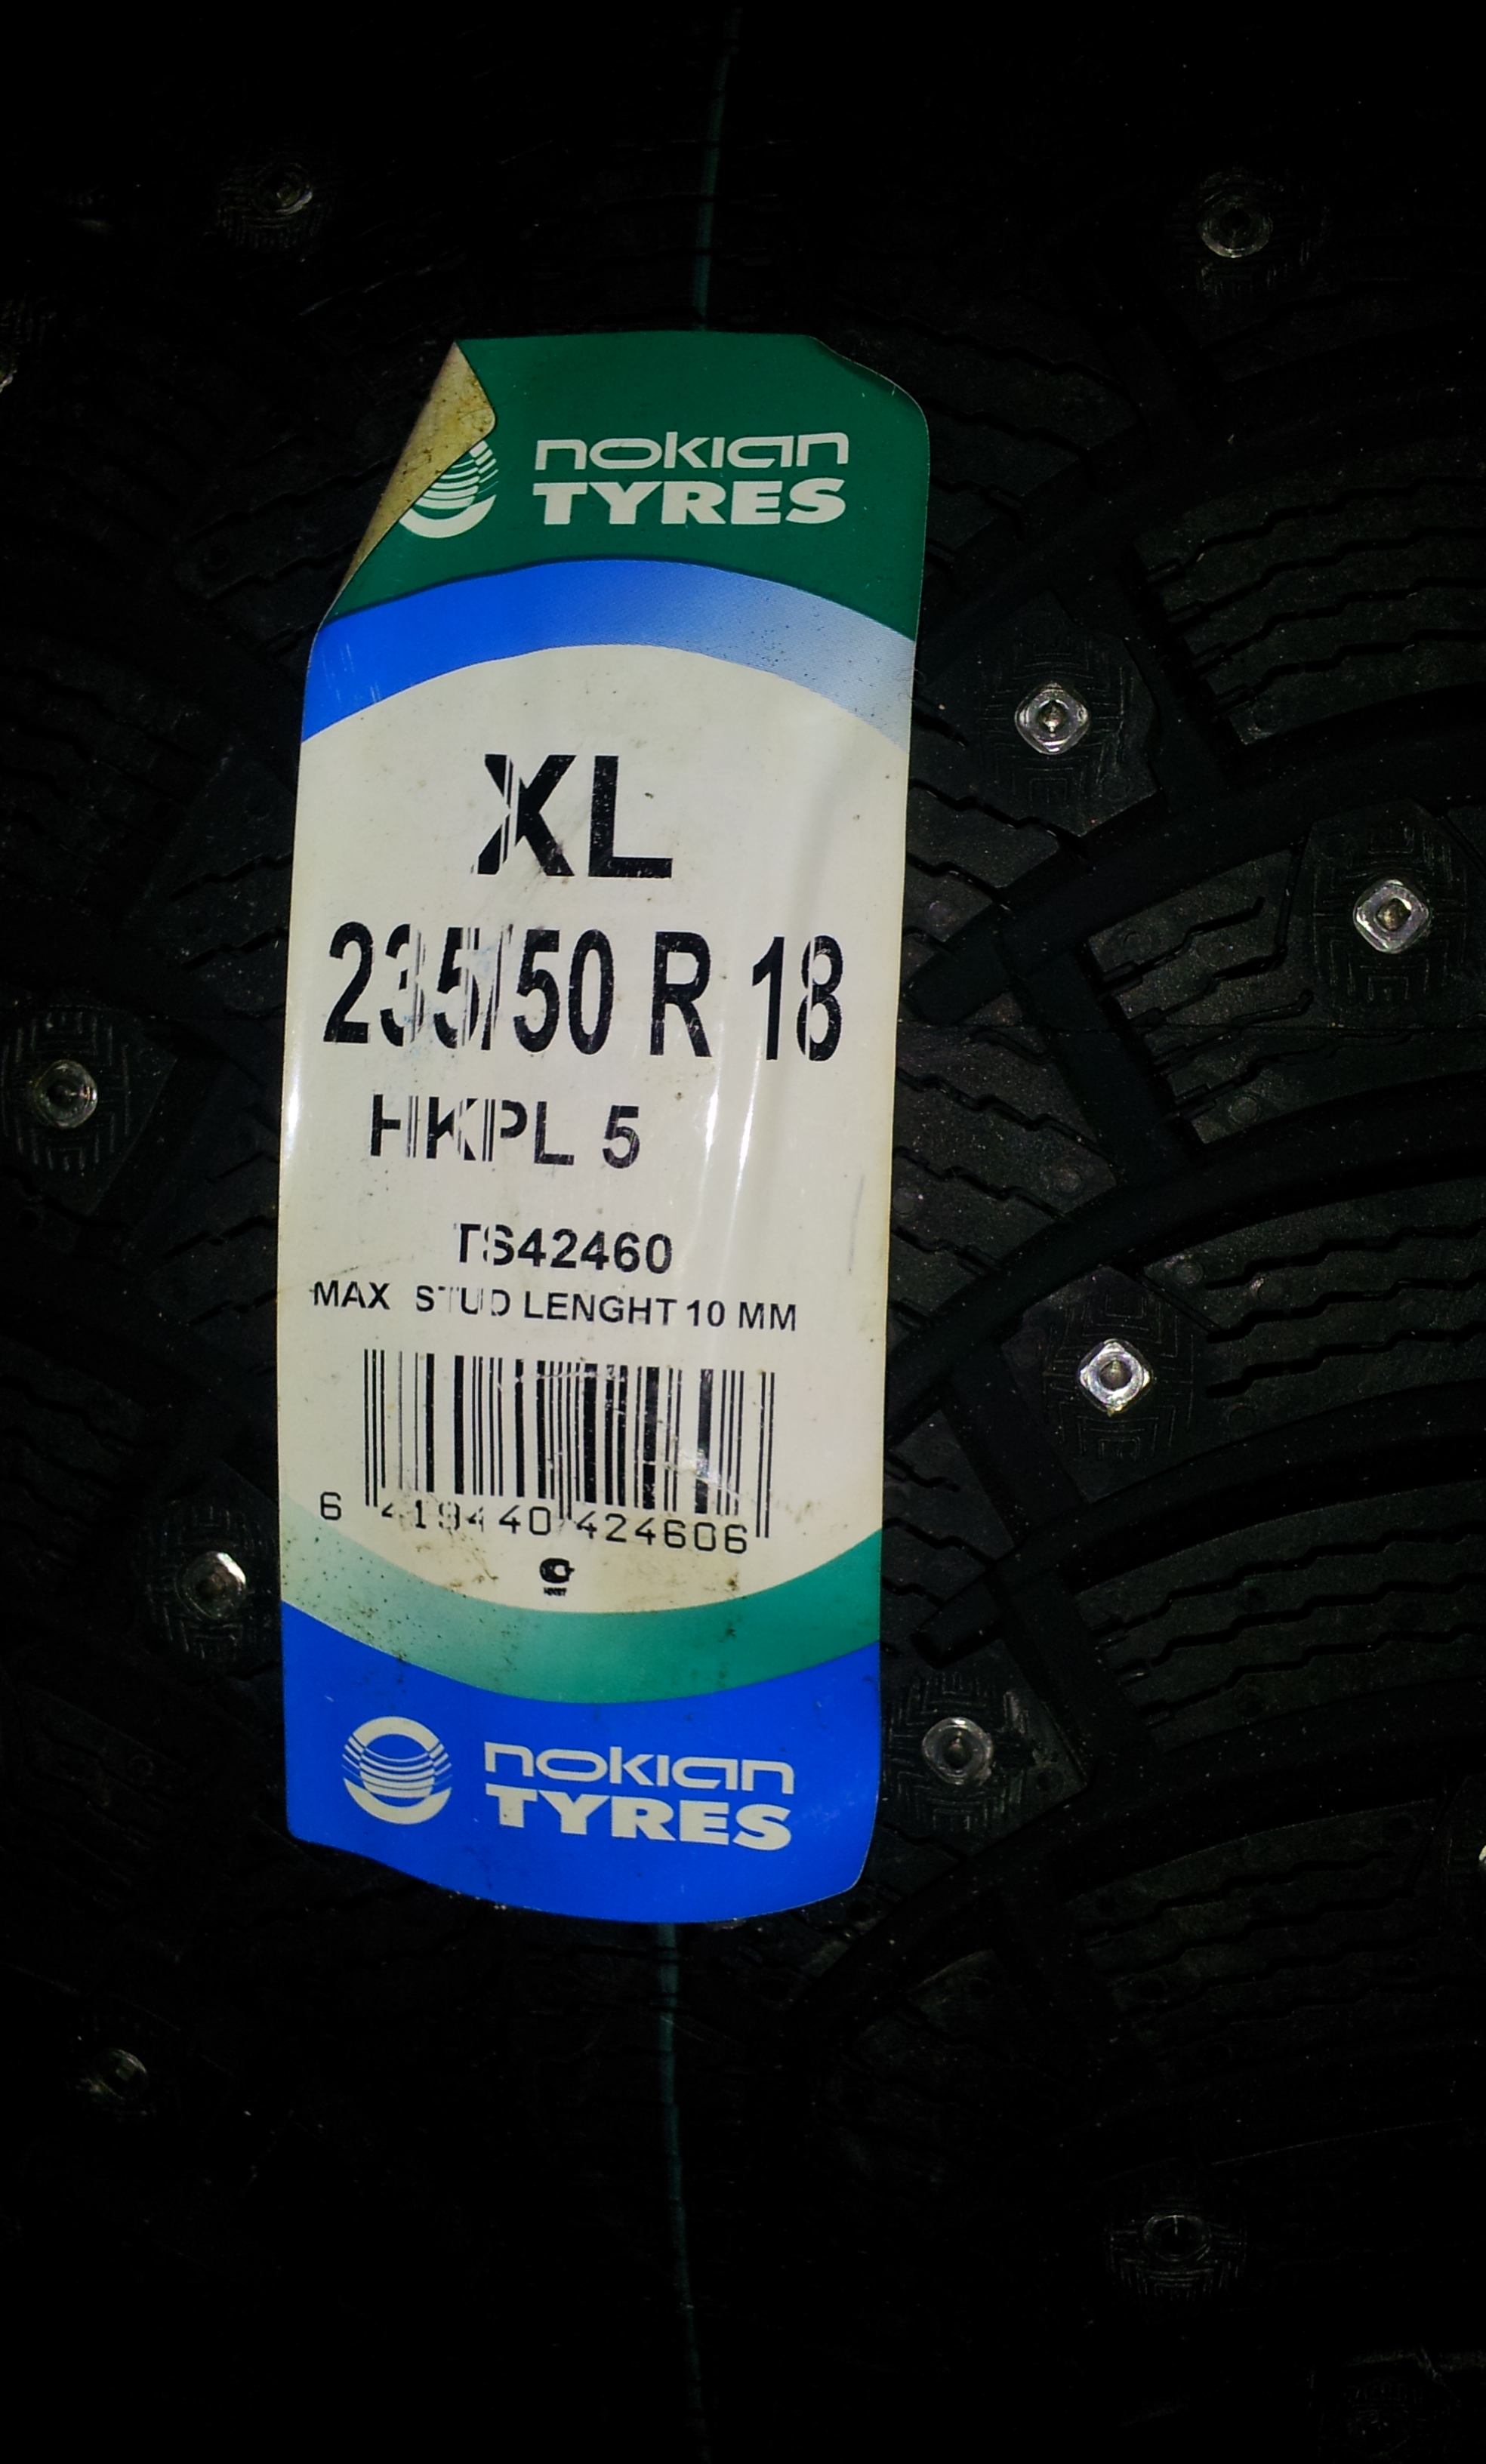 nokian
TYRES
XL
235/50 R 18
HKPL 5
TS42460
MAX STUD LENGHT 10 MM
6 419440 424606
nokian
TYRES